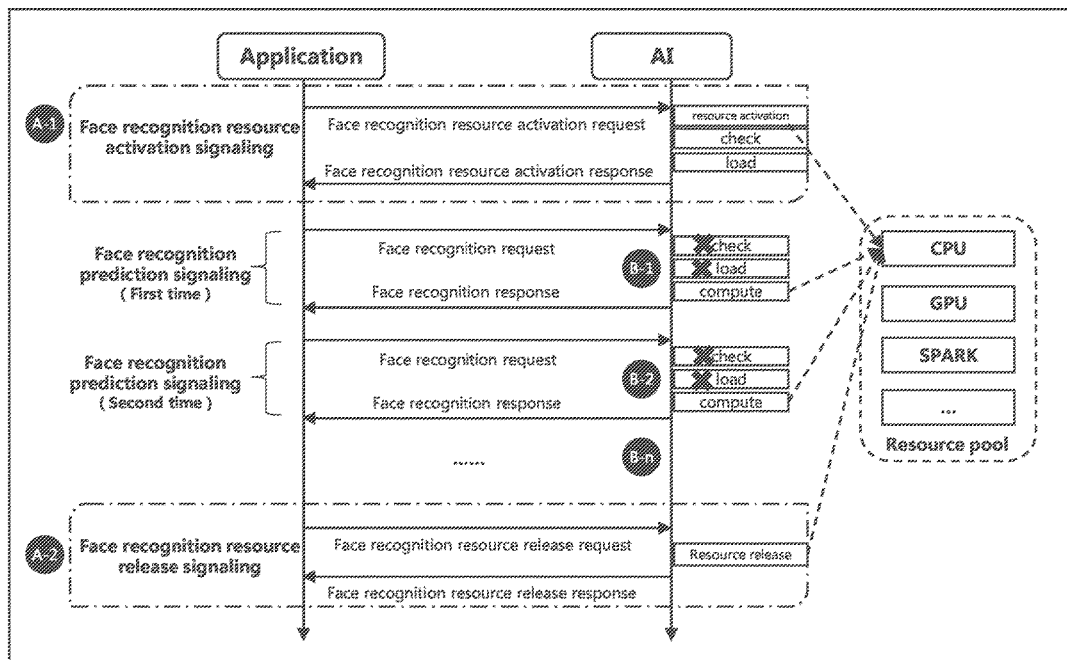 Application
AI
A-1
Face recognition resource
activation signaling
Face recognition resource activation request
resource activation
check
load
Face recognition resource activation response
Face recognition
prediction signaling
( First time )
Face recognition request
B-1
check
load
compute
Face recognition response
Face recognition
prediction signaling
( Second time )
Face recognition request
B-2
check
load
compute
Face recognition response
......
B-n
CPU
GPU
SPARK
...
Resource pool
A-2
Face recognition resource
release signaling
Face recognition resource release request
Resource release
Face recognition resource release response